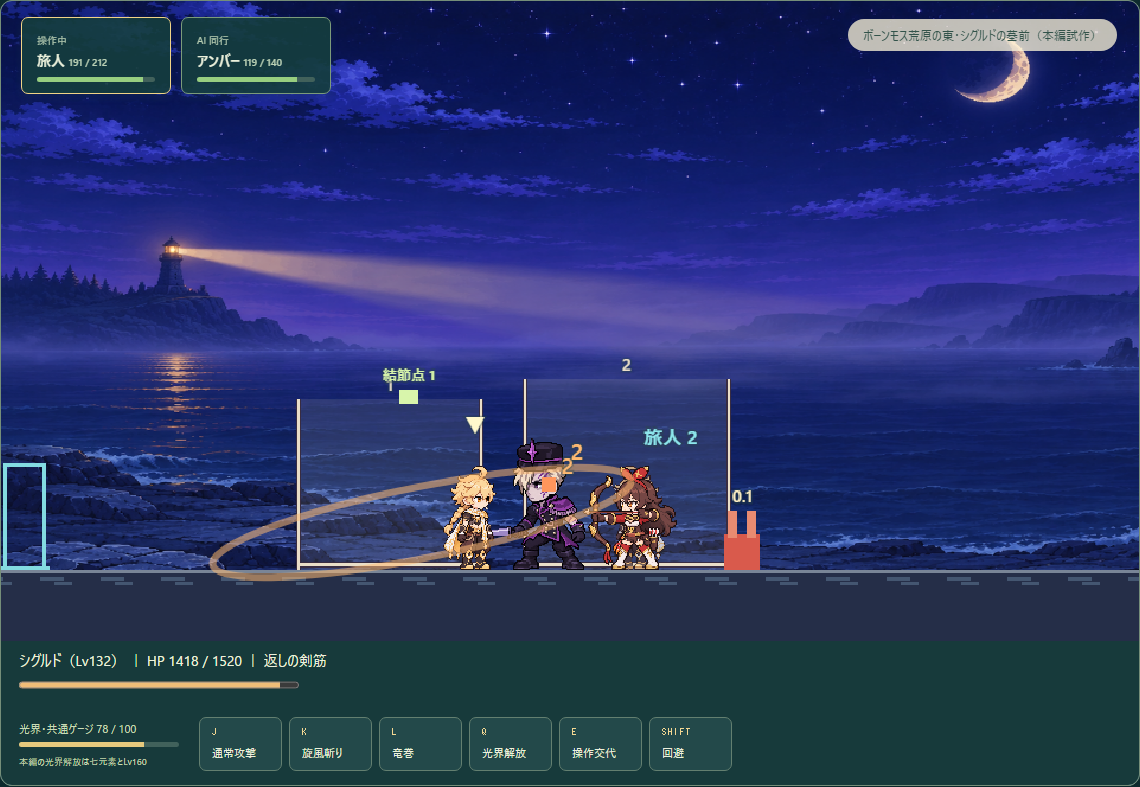 操作中
旅人 191 / 212
AI 同行
アンバー 119 / 140
ボーンモス荒原の東・シグルドの墓前（本編試作）
2
結節点 1
1
旅人 2
2
2
0.1
シグルド（Lv132） | HP 1418 / 1520 | 返しの剣筋
光界・共通ゲージ 78 / 100
本編の光界解放は七元素とLv160
J
通常攻撃
K
旋風斬り
L
竜巻
Q
光界解放
E
操作交代
SHIFT
回避